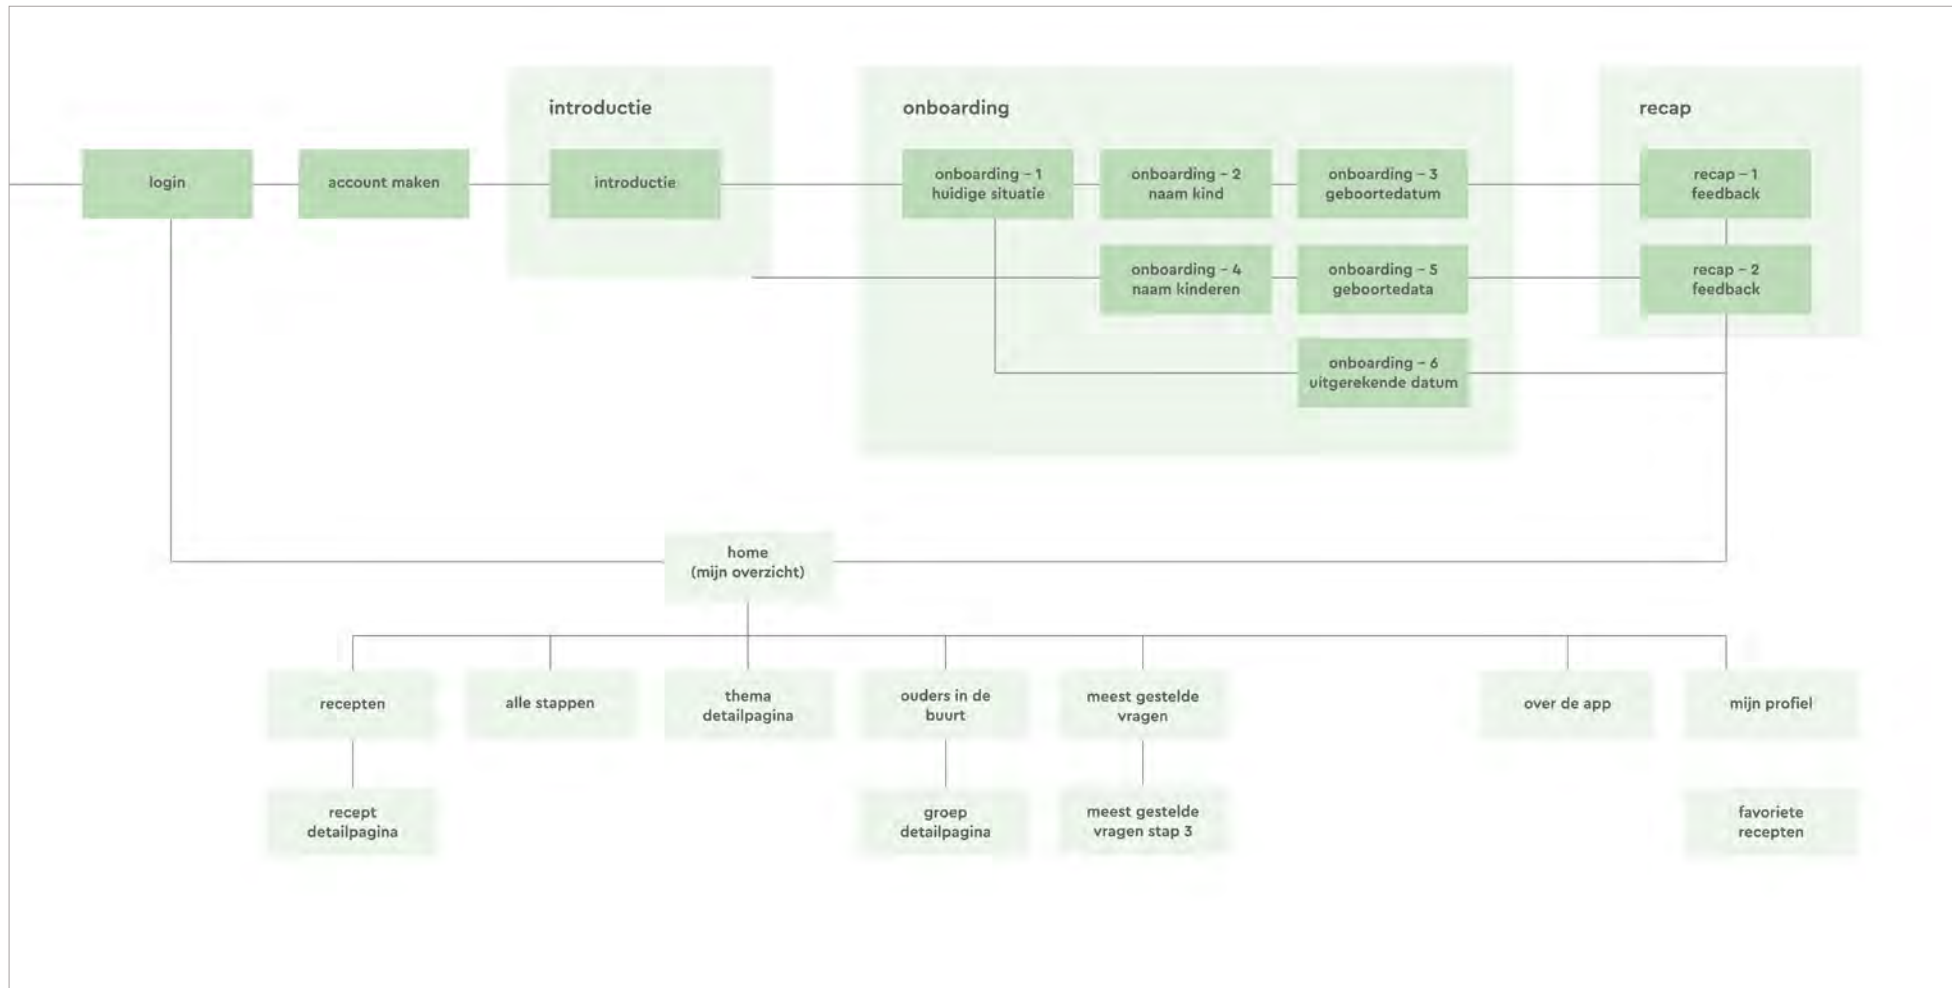 introductie
onboarding
recap
login
account maken
introductie
onboarding – 1
huidige situatie
onboarding – 2
naam kind
onboarding – 3
geboortedatum
recap – 1
feedback
onboarding – 4
naam kinderen
onboarding – 5
geboortedata
recap – 2
feedback
onboarding – 6
uitgerekende datum
home
(mijn overzicht)
recepten
alle stappen
thema
detailpagina
ouders in de
buurt
meest gestelde
vragen
over de app
mijn profiel
recept
detailpagina
groep
detailpagina
meest gestelde
vragen stap 3
favoriete
recepten